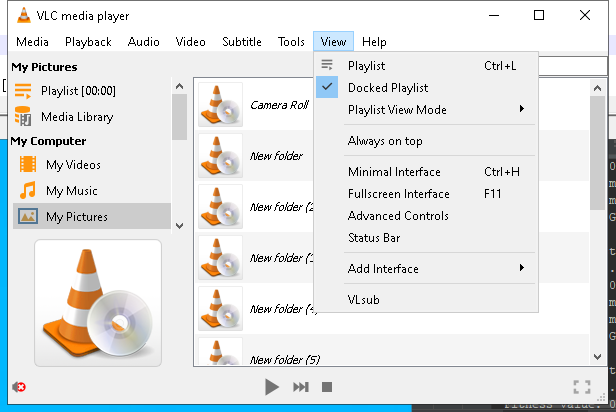 VLC media player
Media Playback Audio Video Subtitle Tools View Help
My Pictures
Playlist [00:00]
Media Library
My Computer
My Videos
My Music
My Pictures
Camera Roll
New folder
New folder (2
New folder (3
New folder (4)
New folder (5)
Playlist Ctrl+L
Docked Playlist
Playlist View Mode
Always on top
Minimal Interface Ctrl+H
Fullscreen Interface F11
Advanced Controls
Status Bar
Add Interface
VLsub